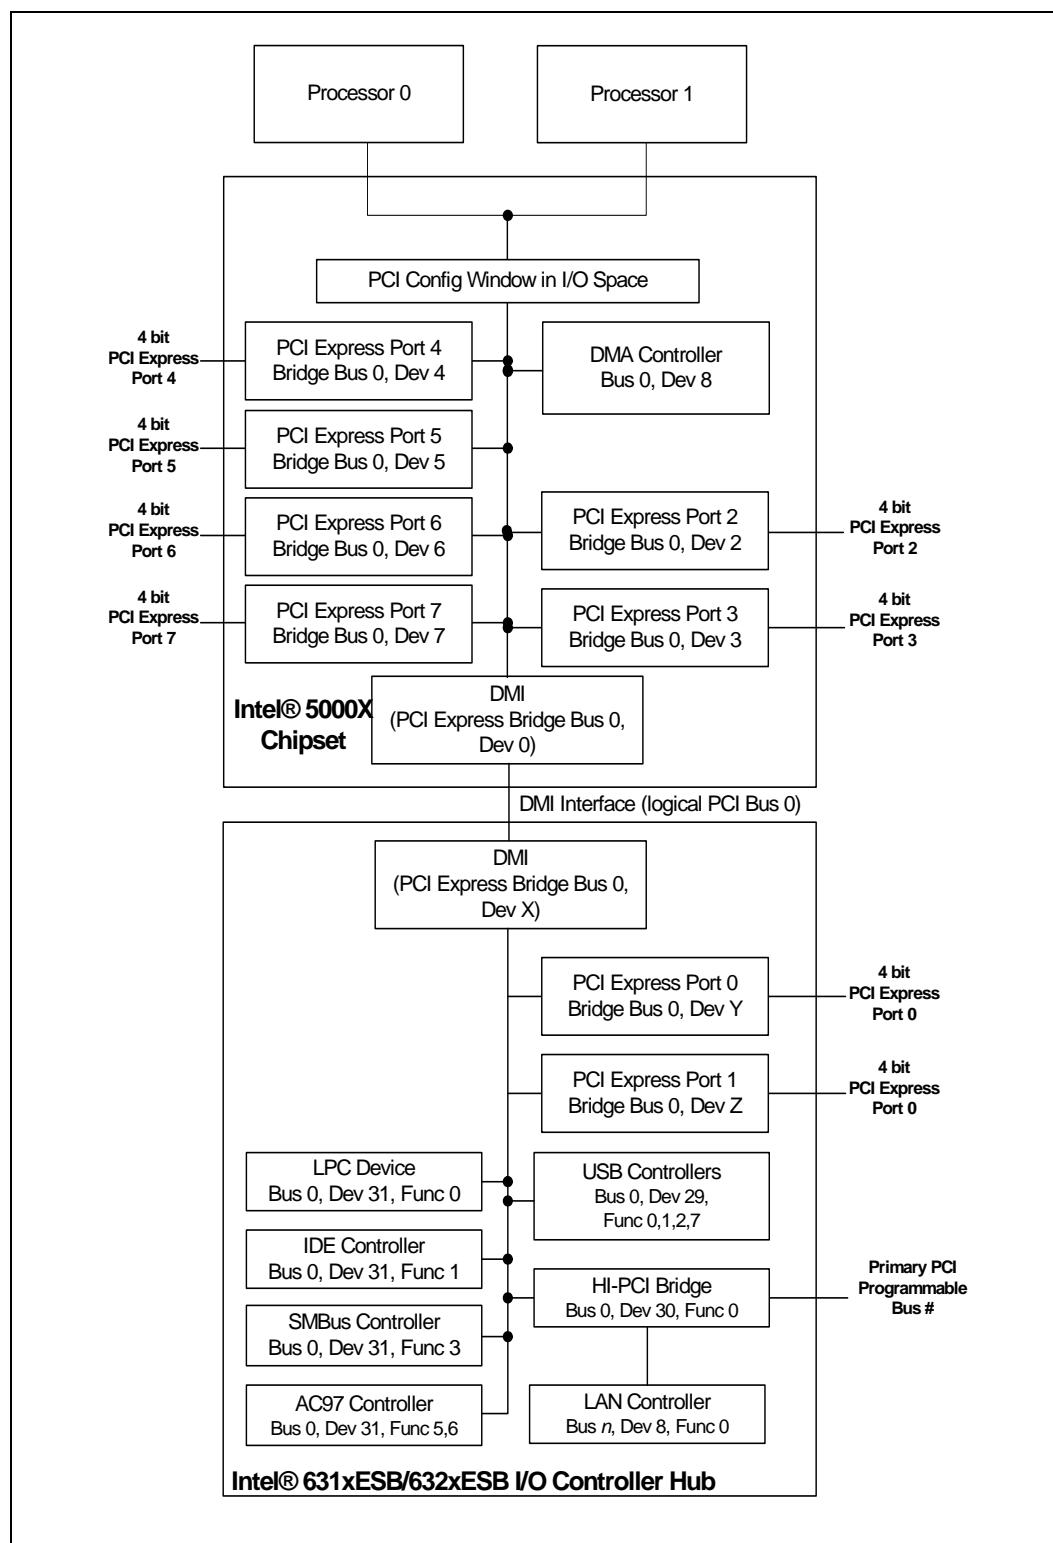 Processor 0
Processor 1
PCI Config Window in I/O Space
4 bit
PCI Express
Port 4
PCI Express Port 4
Bridge Bus 0, Dev 4
DMA Controller
Bus 0, Dev 8
4 bit
PCI Express
Port 5
PCI Express Port 5
Bridge Bus 0, Dev 5
4 bit
PCI Express
Port 6
PCI Express Port 6
Bridge Bus 0, Dev 6
PCI Express Port 2
Bridge Bus 0, Dev 2
4 bit
PCI Express
Port 2
4 bit
PCI Express
Port 7
PCI Express Port 7
Bridge Bus 0, Dev 7
PCI Express Port 3
Bridge Bus 0, Dev 3
4 bit
PCI Express
Port 3
Intel® 5000X
Chipset
DMI
(PCI Express Bridge Bus 0,
Dev 0)
DMI Interface (logical PCI Bus 0)
DMI
(PCI Express Bridge Bus 0,
Dev X)
PCI Express Port 0
Bridge Bus 0, Dev Y
4 bit
PCI Express
Port 0
PCI Express Port 1
Bridge Bus 0, Dev Z
4 bit
PCI Express
Port 0
LPC Device
Bus 0, Dev 31, Func 0
USB Controllers
Bus 0, Dev 29,
Func 0,1,2,7
IDE Controller
Bus 0, Dev 31, Func 1
HI-PCI Bridge
Bus 0, Dev 30, Func 0
Primary PCI
Programmable
Bus #
SMBus Controller
Bus 0, Dev 31, Func 3
AC97 Controller
Bus 0, Dev 31, Func 5,6
LAN Controller
Bus n, Dev 8, Func 0
Intel® 631xESB/632xESB I/O Controller Hub